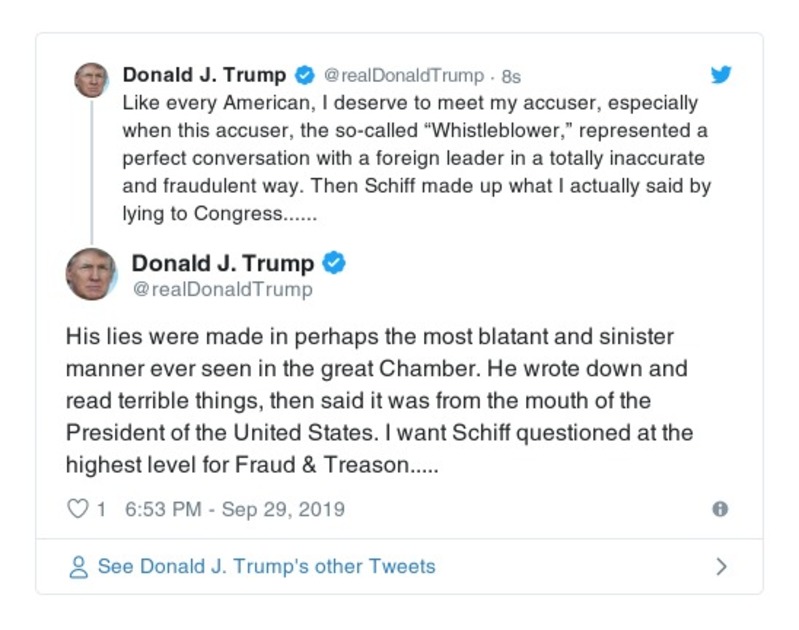 Donald J. Trump @realDonaldTrump · 8s
Like every American, I deserve to meet my accuser, especially
when this accuser, the so-called “Whistleblower,” represented a
perfect conversation with a foreign leader in a totally inaccurate
and fraudulent way. Then Schiff made up what I actually said by
lying to Congress......
Donald J. Trump
@realDonaldTrump
His lies were made in perhaps the most blatant and sinister
manner ever seen in the great Chamber. He wrote down and
read terrible things, then said it was from the mouth of the
President of the United States. I want Schiff questioned at the
highest level for Fraud & Treason.....
1 6:53 PM - Sep 29, 2019
See Donald J. Trump's other Tweets